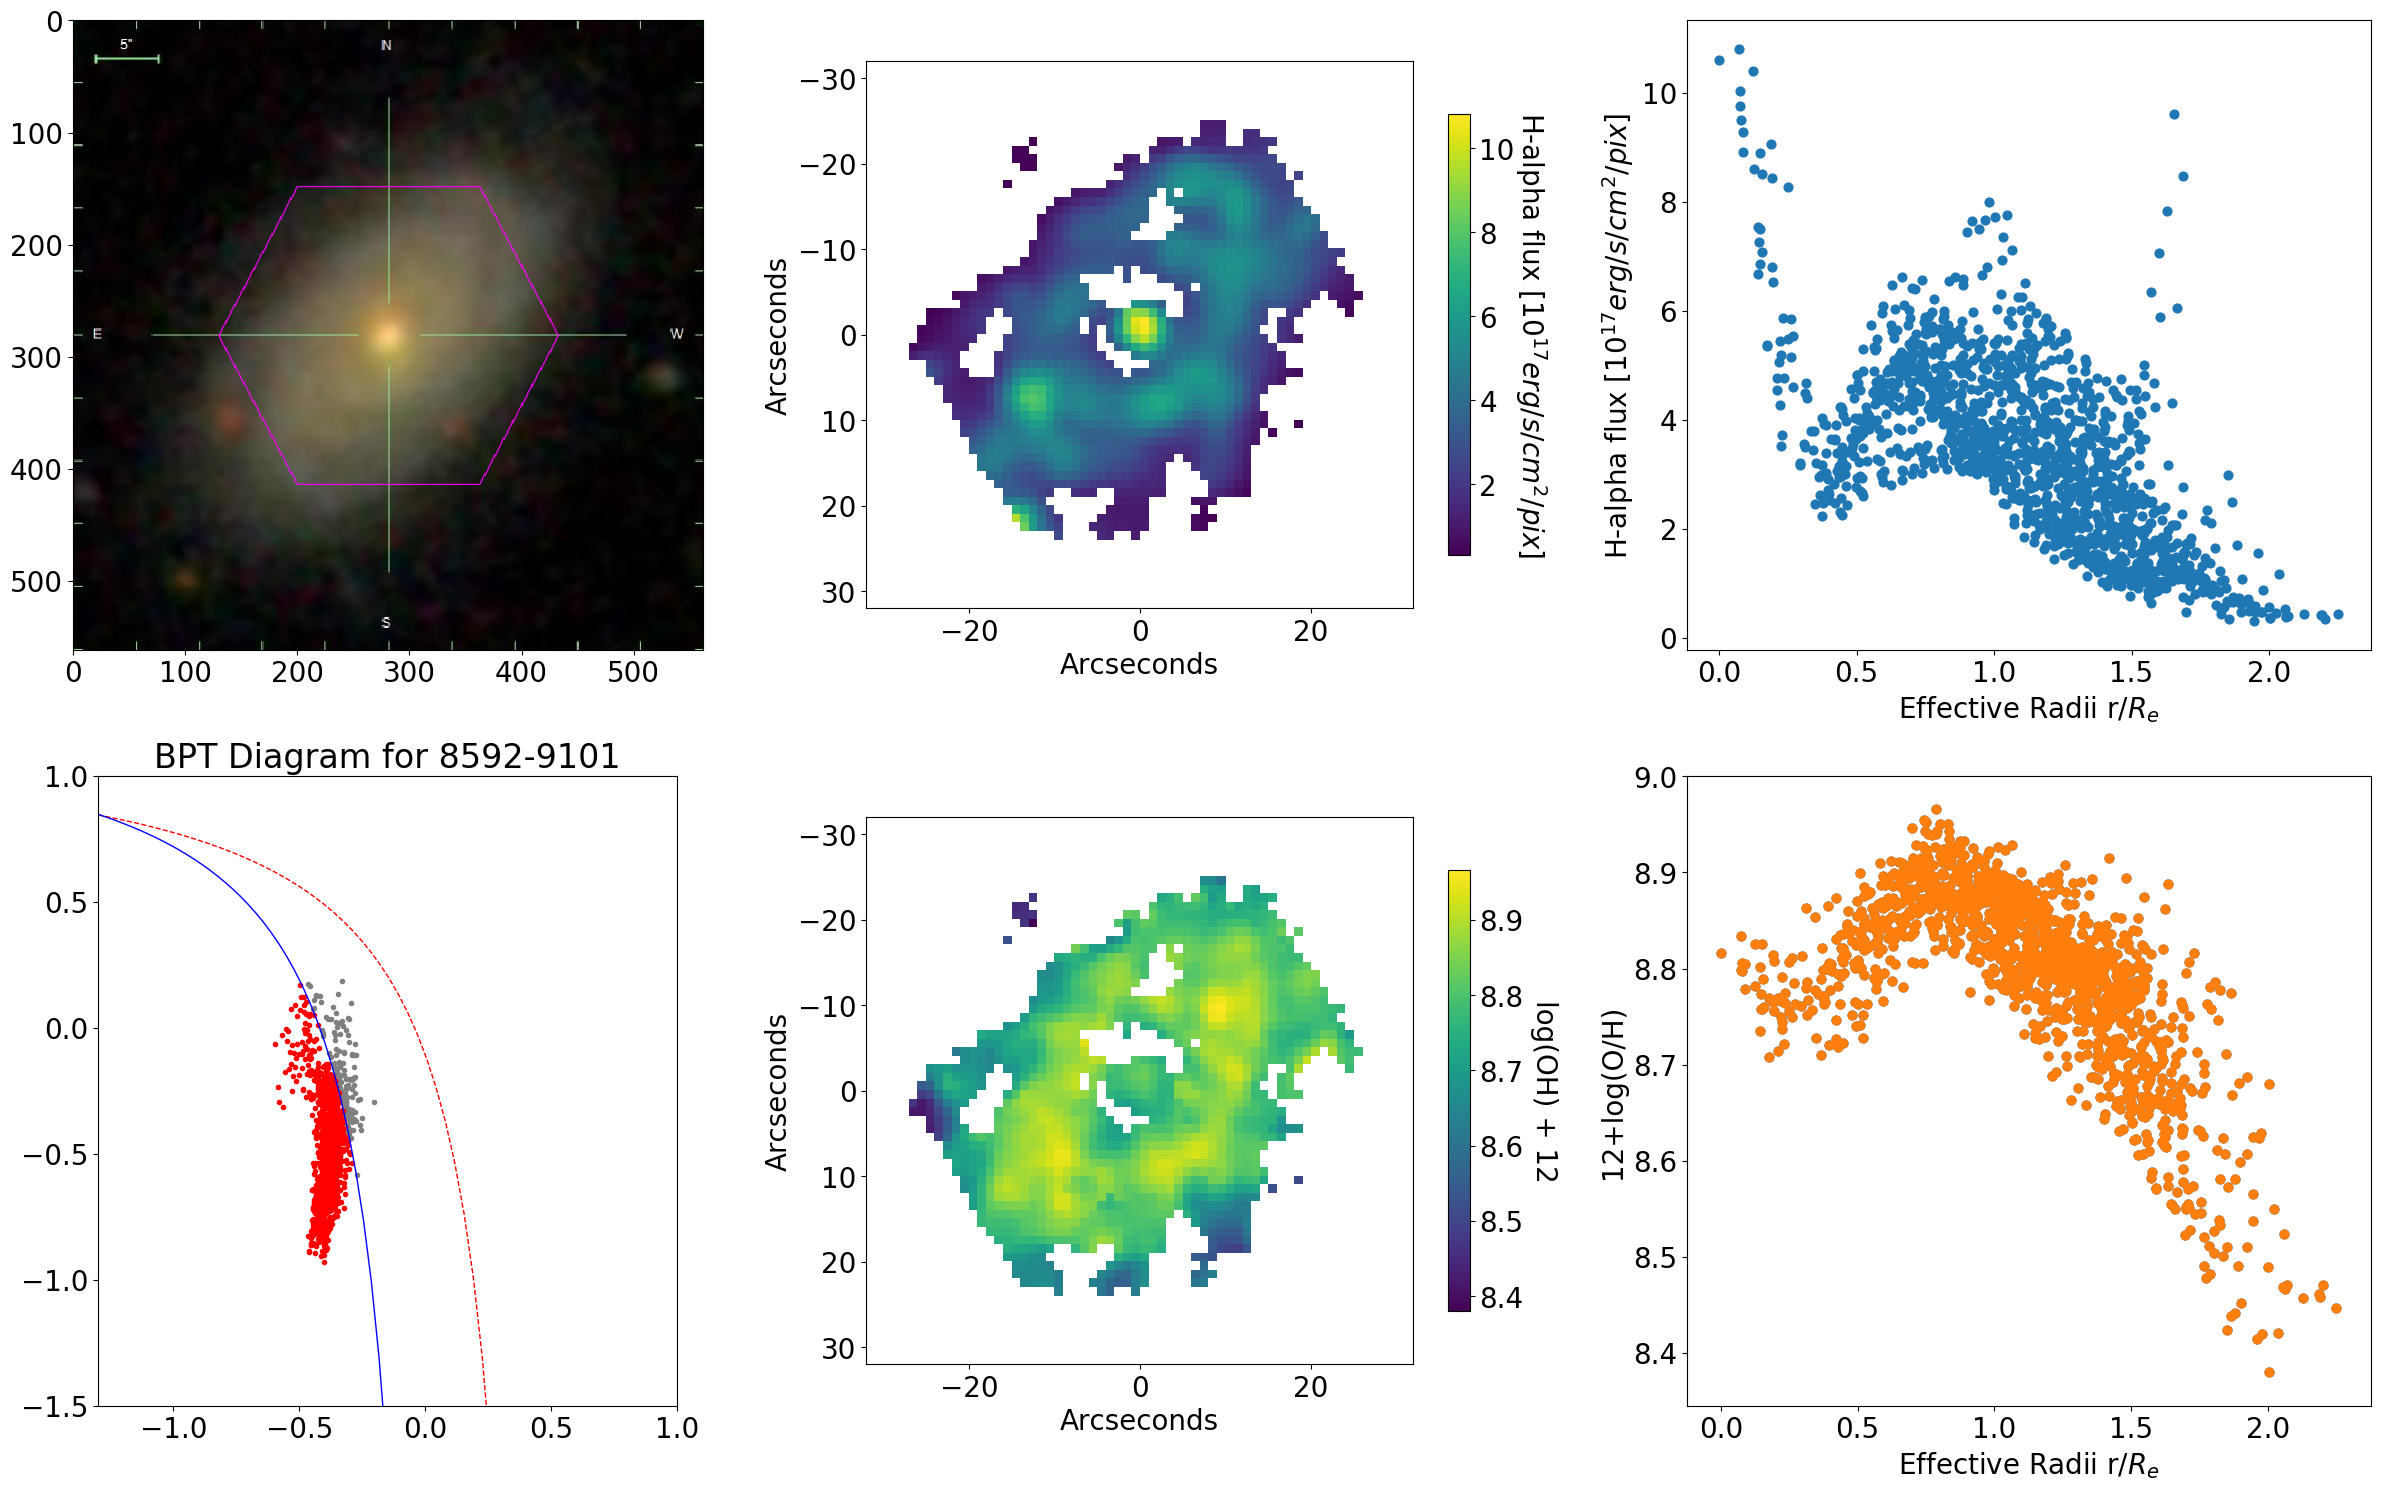 0
100
200
300
400
500
0 100 200 300 400 500
5"
N
E
W
S
−30
−20
−10
0
10
20
30
−20 0 20
Arcseconds
Arcseconds
10
8
6
4
2
H-alpha flux [10^{17}erg/s/cm^2/pix]
10
8
6
4
2
0
0.0 0.5 1.0 1.5 2.0
H-alpha flux [10^{17}erg/s/cm^2/pix]
Effective Radii r/R_e
BPT Diagram for 8592-9101
1.0
0.5
0.0
−0.5
−1.0
−1.5
−1.0 −0.5 0.0 0.5 1.0
−30
−20
−10
0
10
20
30
−20 0 20
Arcseconds
Arcseconds
8.9
8.8
8.7
8.6
8.5
8.4
log(OH) + 12
9.0
8.9
8.8
8.7
8.6
8.5
8.4
0.0 0.5 1.0 1.5 2.0
12+log(O/H)
Effective Radii r/R_e